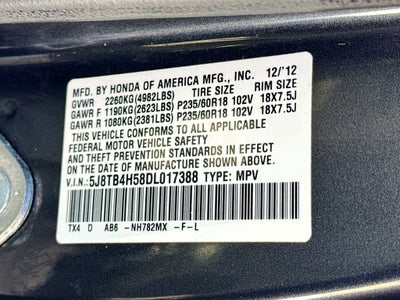 MFD. BY HONDA OF AMERICA MFG., INC. 12/'12
GVWR 2260KG(4982LBS) TIRE SIZE RIM SIZE
GAWR F 1190KG(2623LBS) P235/60R18 102V 18X7.5J
GAWR R 1080KG(2381LBS) P235/60R18 102V 18X7.5J
THIS VEHICLE CONFORMS TO ALL APPLICABLE
FEDERAL MOTOR VEHICLE SAFETY
THEFT PREVENTION STANDARDS IN EFFECT ON
THE DATE OF MANUFACTURE SHOWN ABOVE.
V.I.N.: 5J8TB4H58DL017388 TYPE: MPV
TX4 D AB6 -NH782MX -F-L